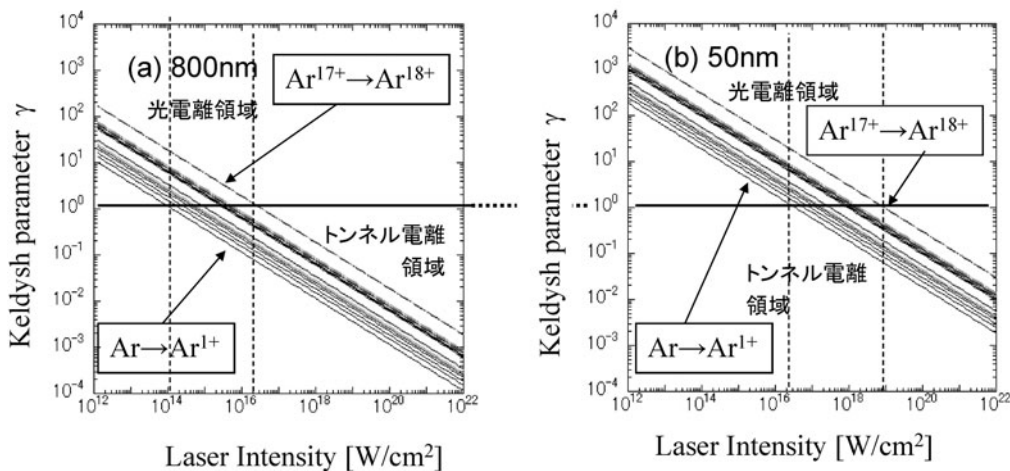 (a) 800nm
Ar¹⁷⁺→Ar¹⁸⁺
光電離領域
トンネル電離
領域
Ar→Ar¹⁺
Keldysh parameter γ
10⁴
10³
10²
10¹
10⁰
10⁻¹
10⁻²
10⁻³
10⁻⁴
10¹² 10¹⁴ 10¹⁶ 10¹⁸ 10²⁰ 10²²
Laser Intensity [W/cm²]
(b) 50nm
光電離領域
Ar¹⁷⁺→Ar¹⁸⁺
トンネル電離
領域
Ar→Ar¹⁺
Keldysh parameter γ
10⁴
10³
10²
10¹
10⁰
10⁻¹
10⁻²
10⁻³
10⁻⁴
10¹² 10¹⁴ 10¹⁶ 10¹⁸ 10²⁰ 10²²
Laser Intensity [W/cm²]